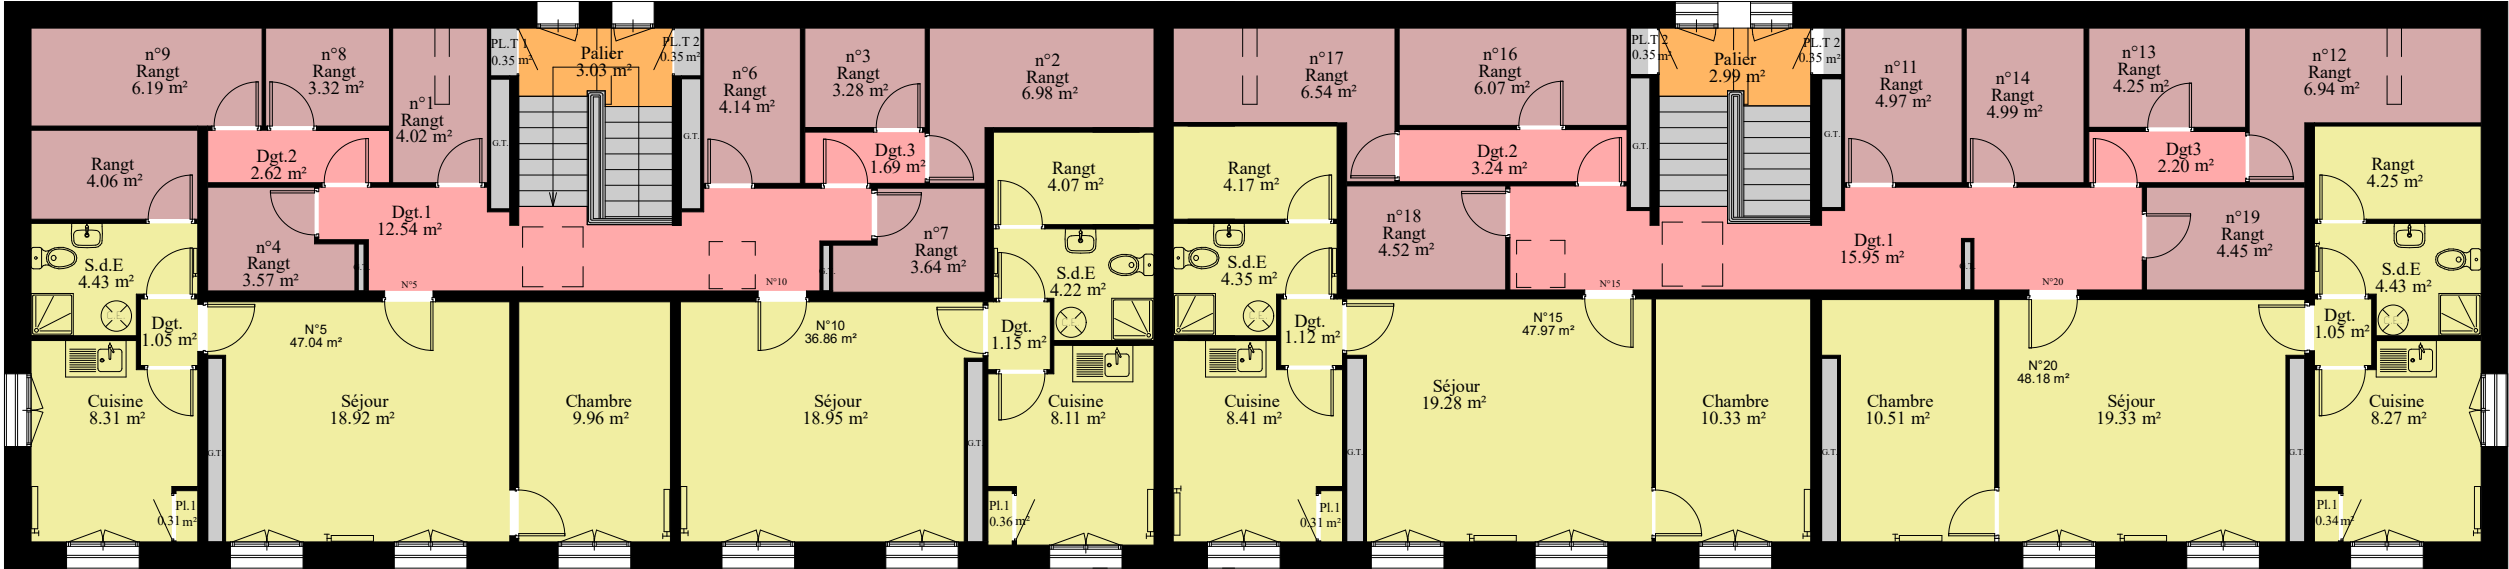 n°9
Rangt
6.19 m²
n°8
Rangt
3.32 m²
n°1
Rangt
4.02 m²
PL.T 1
0.35 m²
Palier
3.03 m²
PL.T 2
0.35 m²
n°6
Rangt
4.14 m²
n°3
Rangt
3.28 m²
n°2
Rangt
6.98 m²
n°17
Rangt
6.54 m²
n°16
Rangt
6.07 m²
PL.T 2
0.35 m²
Palier
2.99 m²
PL.T 2
0.35 m²
n°11
Rangt
4.97 m²
n°14
Rangt
4.99 m²
n°13
Rangt
4.25 m²
n°12
Rangt
6.94 m²
G.T.
G.T.
G.T.
G.T.
Rangt
4.06 m²
Dgt.2
2.62 m²
Dgt.3
1.69 m²
Rangt
4.07 m²
Rangt
4.17 m²
Dgt.2
3.24 m²
Dgt3
2.20 m²
Rangt
4.25 m²
n°4
Rangt
3.57 m²
Dgt.1
12.54 m²
n°7
Rangt
3.64 m²
n°18
Rangt
4.52 m²
Dgt.1
15.95 m²
n°19
Rangt
4.45 m²
S.d.E
4.43 m²
N°5
N°10
S.d.E
4.22 m²
S.d.E
4.35 m²
N°15
N°20
S.d.E
4.43 m²
Dgt.
1.05 m²
N°5
47.04 m²
N°10
36.86 m²
Dgt.
1.15 m²
Dgt.
1.12 m²
N°15
47.97 m²
N°20
48.18 m²
Dgt.
1.05 m²
Cuisine
8.31 m²
Séjour
18.92 m²
Chambre
9.96 m²
Séjour
18.95 m²
Cuisine
8.11 m²
Cuisine
8.41 m²
Séjour
19.28 m²
Chambre
10.33 m²
Chambre
10.51 m²
Séjour
19.33 m²
Cuisine
8.27 m²
G.T.
G.T.
G.T.
G.T.
G.T.
Pl.1
0.31 m²
Pl.1
0.36 m²
Pl.1
0.31 m²
Pl.1
0.34 m²